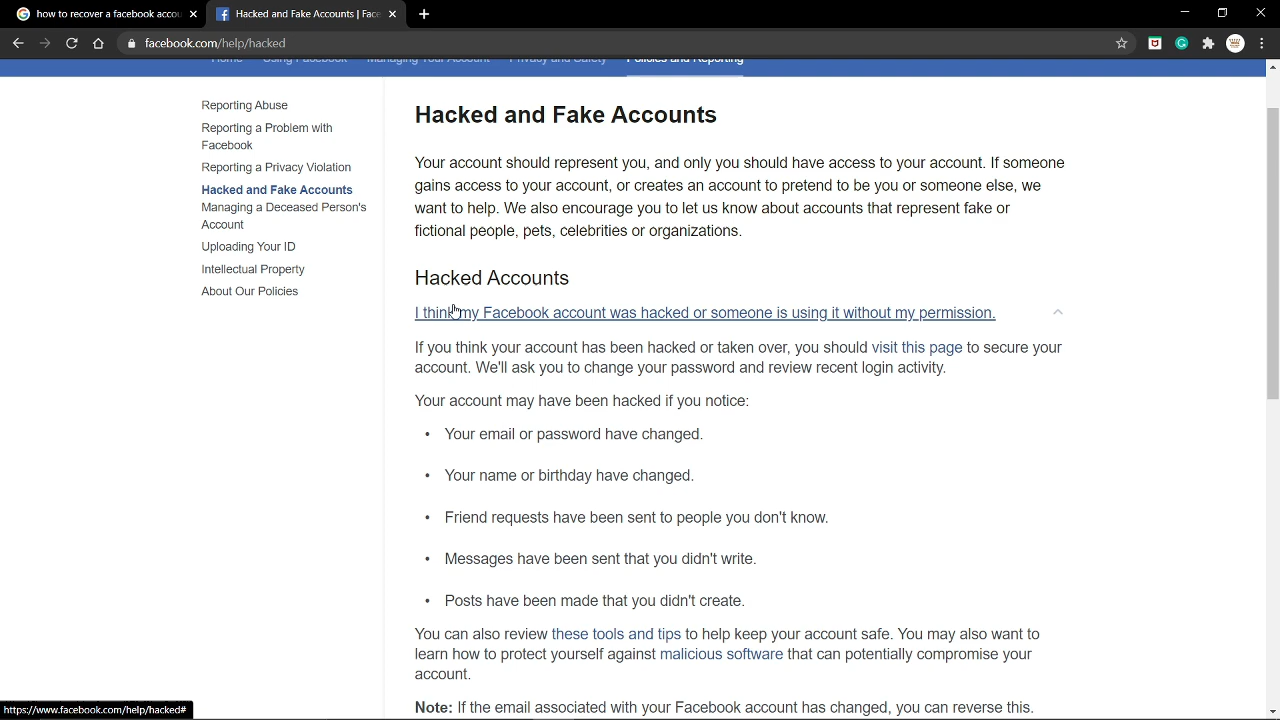 how to recover a facebook accou
Hacked and Fake Accounts | Face
facebook.com/help/hacked
Home Using Facebook Managing Your Account Privacy and Safety Policies and Reporting
Reporting Abuse
Reporting a Problem with
Facebook
Reporting a Privacy Violation
Hacked and Fake Accounts
Managing a Deceased Person's
Account
Uploading Your ID
Intellectual Property
About Our Policies
Hacked and Fake Accounts
Your account should represent you, and only you should have access to your account. If someone
gains access to your account, or creates an account to pretend to be you or someone else, we
want to help. We also encourage you to let us know about accounts that represent fake or
fictional people, pets, celebrities or organizations.
Hacked Accounts
I think my Facebook account was hacked or someone is using it without my permission.
If you think your account has been hacked or taken over, you should visit this page to secure your
account. We'll ask you to change your password and review recent login activity.
Your account may have been hacked if you notice:
• Your email or password have changed.
• Your name or birthday have changed.
• Friend requests have been sent to people you don't know.
• Messages have been sent that you didn't write.
• Posts have been made that you didn't create.
You can also review these tools and tips to help keep your account safe. You may also want to
learn how to protect yourself against malicious software that can potentially compromise your
account.
Note: If the email associated with your Facebook account has changed, you can reverse this.
https://www.facebook.com/help/hacked#